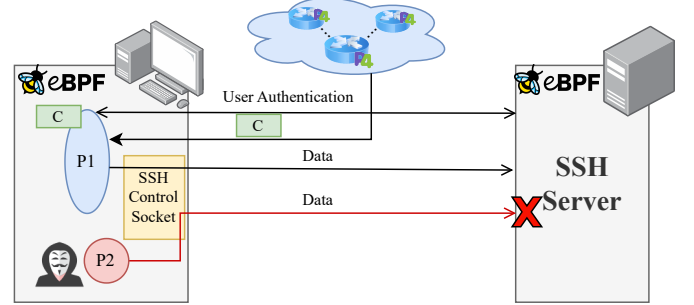 P4
P4
P4
eBPF
eBPF
User Authentication
C
C
Data
P1
SSH
Control
Socket
SSH
Server
Data
P2